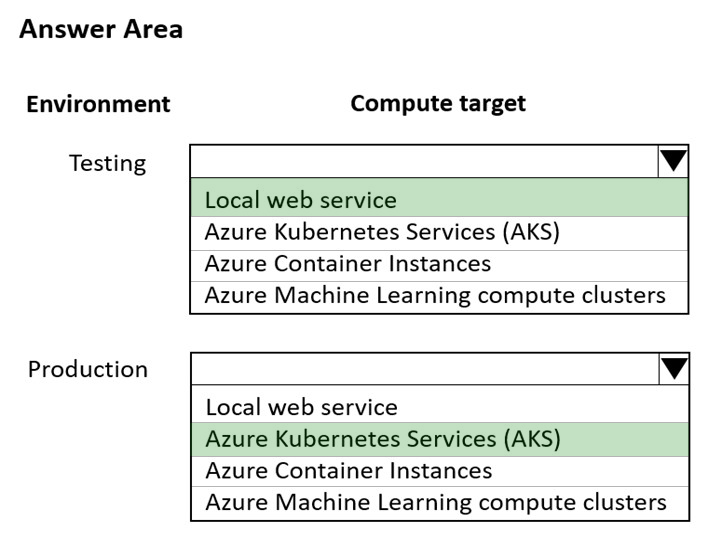 Answer Area
Environment Compute target
Testing
Local web service
Azure Kubernetes Services (AKS)
Azure Container Instances
Azure Machine Learning compute clusters
Production
Local web service
Azure Kubernetes Services (AKS)
Azure Container Instances
Azure Machine Learning compute clusters